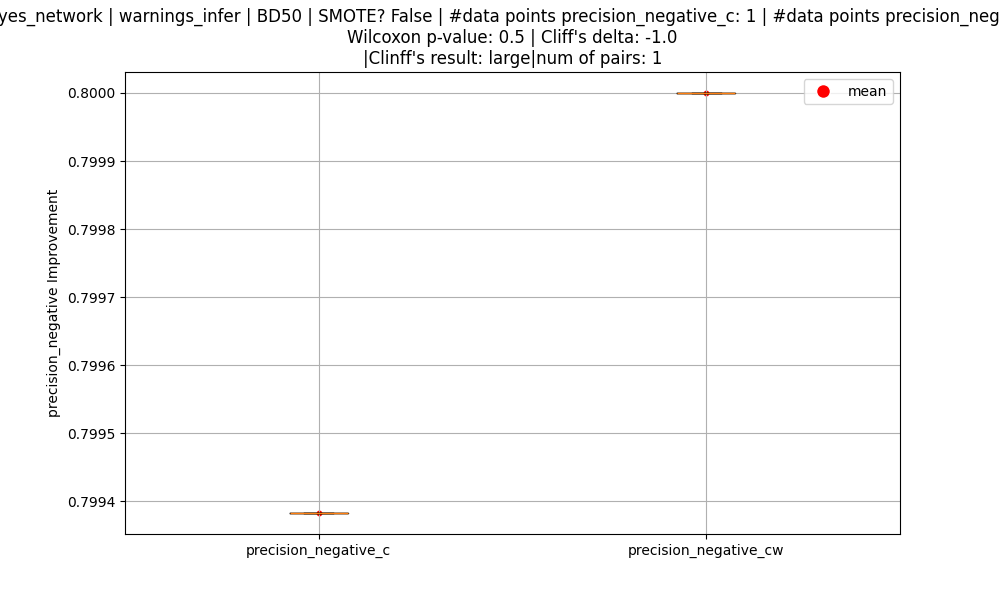 yes_network | warnings_infer | BD50 | SMOTE? False | #data points precision_negative_c: 1 | #data points precision_neg
Wilcoxon p-value: 0.5 | Cliff's delta: -1.0
|Clinff's result: large|num of pairs: 1
mean
0.8000
0.7999
0.7998
0.7997
0.7996
0.7995
0.7994
precision_negative Improvement
precision_negative_c
precision_negative_cw